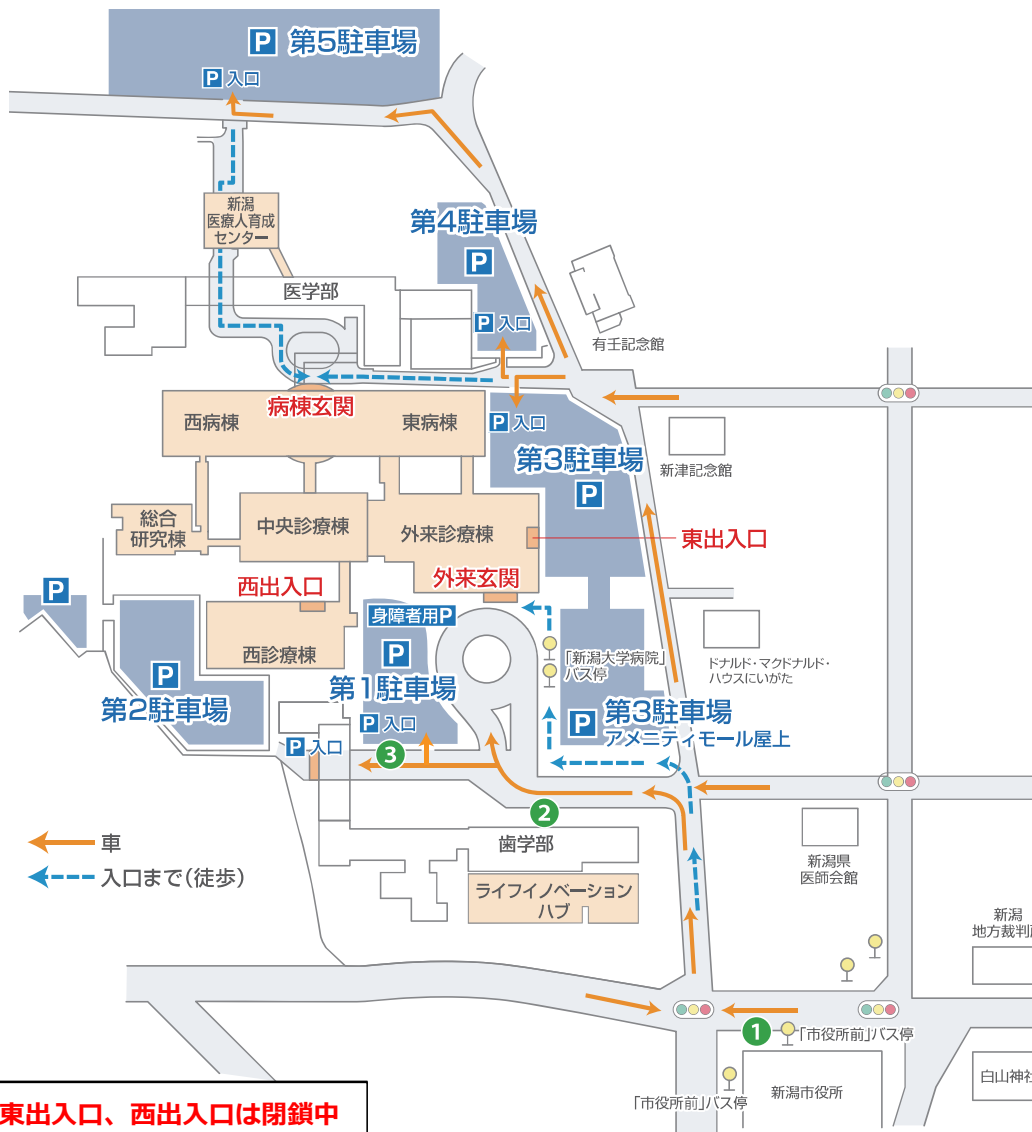 P 第5駐車場
P 入口
新潟
医療人育成
センター
第4駐車場
P
医学部
P 入口
有壬記念館
病棟玄関
西病棟
東病棟
P 入口
第3駐車場
P
新津記念館
総合
研究棟
中央診療棟
外来診療棟
東出入口
西出入口
外来玄関
P
身障者用P
P
西診療棟
「新潟大学病院」
バス停
ドナルド・マクドナルド・
ハウスにいがた
P
第2駐車場
第1駐車場
P 入口
P 第3駐車場
アメニティモール屋上
P 入口
3
2
車
入口まで(徒歩)
歯学部
ライフイノベーション
ハブ
新潟県
医師会館
新潟
地方裁判
1
「市役所前」バス停
「市役所前」バス停
新潟市役所
白山神社
東出入口、西出入口は閉鎖中